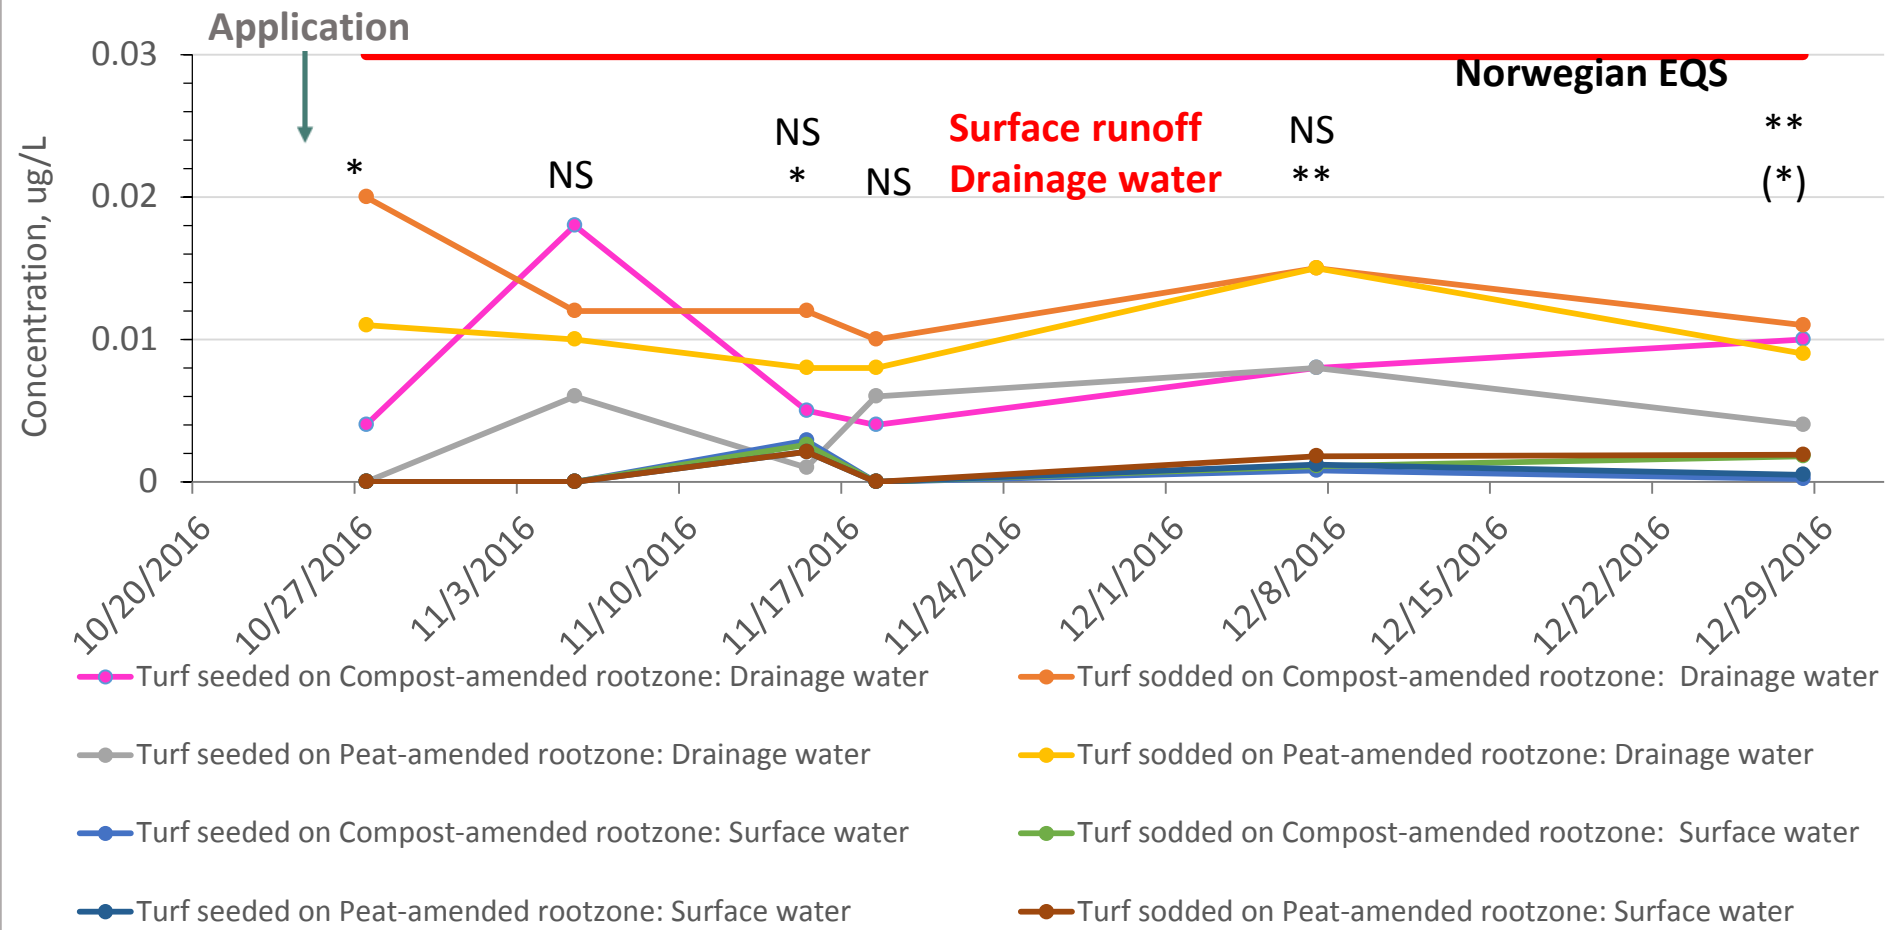 Application
0.03
Norwegian EQS
NS
Surface runoff
NS
**
*
NS
*
NS
Drainage water
**
(*)
0.02
0.01
0
Concentration, ug/L
10/20/2016
10/27/2016
11/3/2016
11/10/2016
11/17/2016
11/24/2016
12/1/2016
12/8/2016
12/15/2016
12/22/2016
12/29/2016
Turf seeded on Compost-amended rootzone: Drainage water
Turf sodded on Compost-amended rootzone:  Drainage water
Turf seeded on Peat-amended rootzone: Drainage water
Turf sodded on Peat-amended rootzone: Drainage water
Turf seeded on Compost-amended rootzone: Surface water
Turf sodded on Compost-amended rootzone:  Surface water
Turf seeded on Peat-amended rootzone: Surface water
Turf sodded on Peat-amended rootzone: Surface water